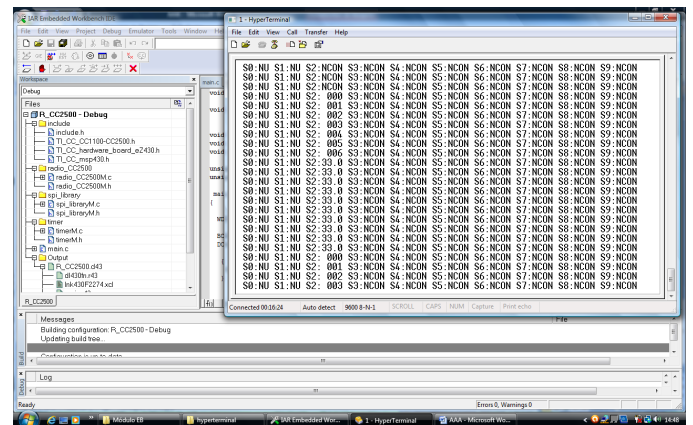 IAR Embedded Workbench IDE
File Edit View Project Debug Emulator Tools Window He
Workspace
Debug
Files
R_CC2500 - Debug
include
include.h
TI_CC_CC1100-CC2500.h
TI_CC_hardware_board_eZ430.h
TI_CC_msp430.h
radio_CC2500
radio_CC2500M.c
radio_CC2500M.h
spi_library
spi_libraryM.c
spi_libraryM.h
timer
timerM.c
timerM.h
main.c
Output
R_CC2500.d43
dl430fn.r43
lnk430F2274.xcl
R_CC2500
main.c
void
void
void
void
void
unsi
unsi
mai
{
WD
BC
DC
f()
1 - HyperTerminal
File Edit View Call Transfer Help
S0:NU S1:NU S2:NCON S3:NCON S4:NCON S5:NCON S6:NCON S7:NCON S8:NCON S9:NCON
S0:NU S1:NU S2:NCON S3:NCON S4:NCON S5:NCON S6:NCON S7:NCON S8:NCON S9:NCON
S0:NU S1:NU S2:NCON S3:NCON S4:NCON S5:NCON S6:NCON S7:NCON S8:NCON S9:NCON
S0:NU S1:NU S2: 000 S3:NCON S4:NCON S5:NCON S6:NCON S7:NCON S8:NCON S9:NCON
S0:NU S1:NU S2: 001 S3:NCON S4:NCON S5:NCON S6:NCON S7:NCON S8:NCON S9:NCON
S0:NU S1:NU S2: 002 S3:NCON S4:NCON S5:NCON S6:NCON S7:NCON S8:NCON S9:NCON
S0:NU S1:NU S2: 003 S3:NCON S4:NCON S5:NCON S6:NCON S7:NCON S8:NCON S9:NCON
S0:NU S1:NU S2: 004 S3:NCON S4:NCON S5:NCON S6:NCON S7:NCON S8:NCON S9:NCON
S0:NU S1:NU S2: 005 S3:NCON S4:NCON S5:NCON S6:NCON S7:NCON S8:NCON S9:NCON
S0:NU S1:NU S2: 006 S3:NCON S4:NCON S5:NCON S6:NCON S7:NCON S8:NCON S9:NCON
S0:NU S1:NU S2:33.0 S3:NCON S4:NCON S5:NCON S6:NCON S7:NCON S8:NCON S9:NCON
S0:NU S1:NU S2:33.0 S3:NCON S4:NCON S5:NCON S6:NCON S7:NCON S8:NCON S9:NCON
S0:NU S1:NU S2:33.0 S3:NCON S4:NCON S5:NCON S6:NCON S7:NCON S8:NCON S9:NCON
S0:NU S1:NU S2:33.0 S3:NCON S4:NCON S5:NCON S6:NCON S7:NCON S8:NCON S9:NCON
S0:NU S1:NU S2:33.0 S3:NCON S4:NCON S5:NCON S6:NCON S7:NCON S8:NCON S9:NCON
S0:NU S1:NU S2:33.0 S3:NCON S4:NCON S5:NCON S6:NCON S7:NCON S8:NCON S9:NCON
S0:NU S1:NU S2:33.0 S3:NCON S4:NCON S5:NCON S6:NCON S7:NCON S8:NCON S9:NCON
S0:NU S1:NU S2:33.0 S3:NCON S4:NCON S5:NCON S6:NCON S7:NCON S8:NCON S9:NCON
S0:NU S1:NU S2:33.0 S3:NCON S4:NCON S5:NCON S6:NCON S7:NCON S8:NCON S9:NCON
S0:NU S1:NU S2:33.0 S3:NCON S4:NCON S5:NCON S6:NCON S7:NCON S8:NCON S9:NCON
S0:NU S1:NU S2: 000 S3:NCON S4:NCON S5:NCON S6:NCON S7:NCON S8:NCON S9:NCON
S0:NU S1:NU S2: 001 S3:NCON S4:NCON S5:NCON S6:NCON S7:NCON S8:NCON S9:NCON
S0:NU S1:NU S2: 002 S3:NCON S4:NCON S5:NCON S6:NCON S7:NCON S8:NCON S9:NCON
S0:NU S1:NU S2: 003 S3:NCON S4:NCON S5:NCON S6:NCON S7:NCON S8:NCON S9:NCON
Connected 00:16:24 Auto detect 9600 8-N-1 SCROLL CAPS NUM Capture Print echo
Messages File
Building configuration: R_CC2500 - Debug
Updating build tree...
Configuration is up-to-date.
Build
Log
Debug
Ready Errors 0, Warnings 0
Modulo EB hyperterminal IAR Embedded Wor... 1 - HyperTerminal AAA - Microsoft Wo... 14:48